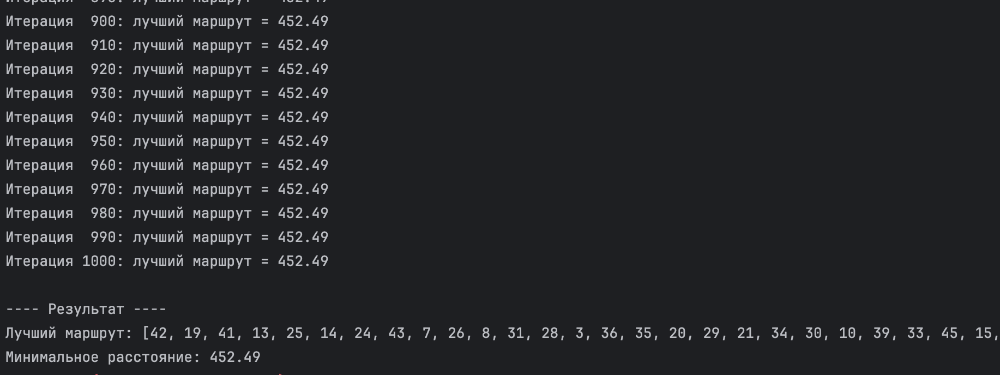 Итерация  900: лучший маршрут = 452.49
Итерация  910: лучший маршрут = 452.49
Итерация  920: лучший маршрут = 452.49
Итерация  930: лучший маршрут = 452.49
Итерация  940: лучший маршрут = 452.49
Итерация  950: лучший маршрут = 452.49
Итерация  960: лучший маршрут = 452.49
Итерация  970: лучший маршрут = 452.49
Итерация  980: лучший маршрут = 452.49
Итерация  990: лучший маршрут = 452.49
Итерация 1000: лучший маршрут = 452.49
---- Результат ----
Лучший маршрут: [42, 19, 41, 13, 25, 14, 24, 43, 7, 26, 8, 31, 28, 3, 36, 35, 20, 29, 21, 34, 30, 10, 39, 33, 45, 15,
Минимальное расстояние: 452.49